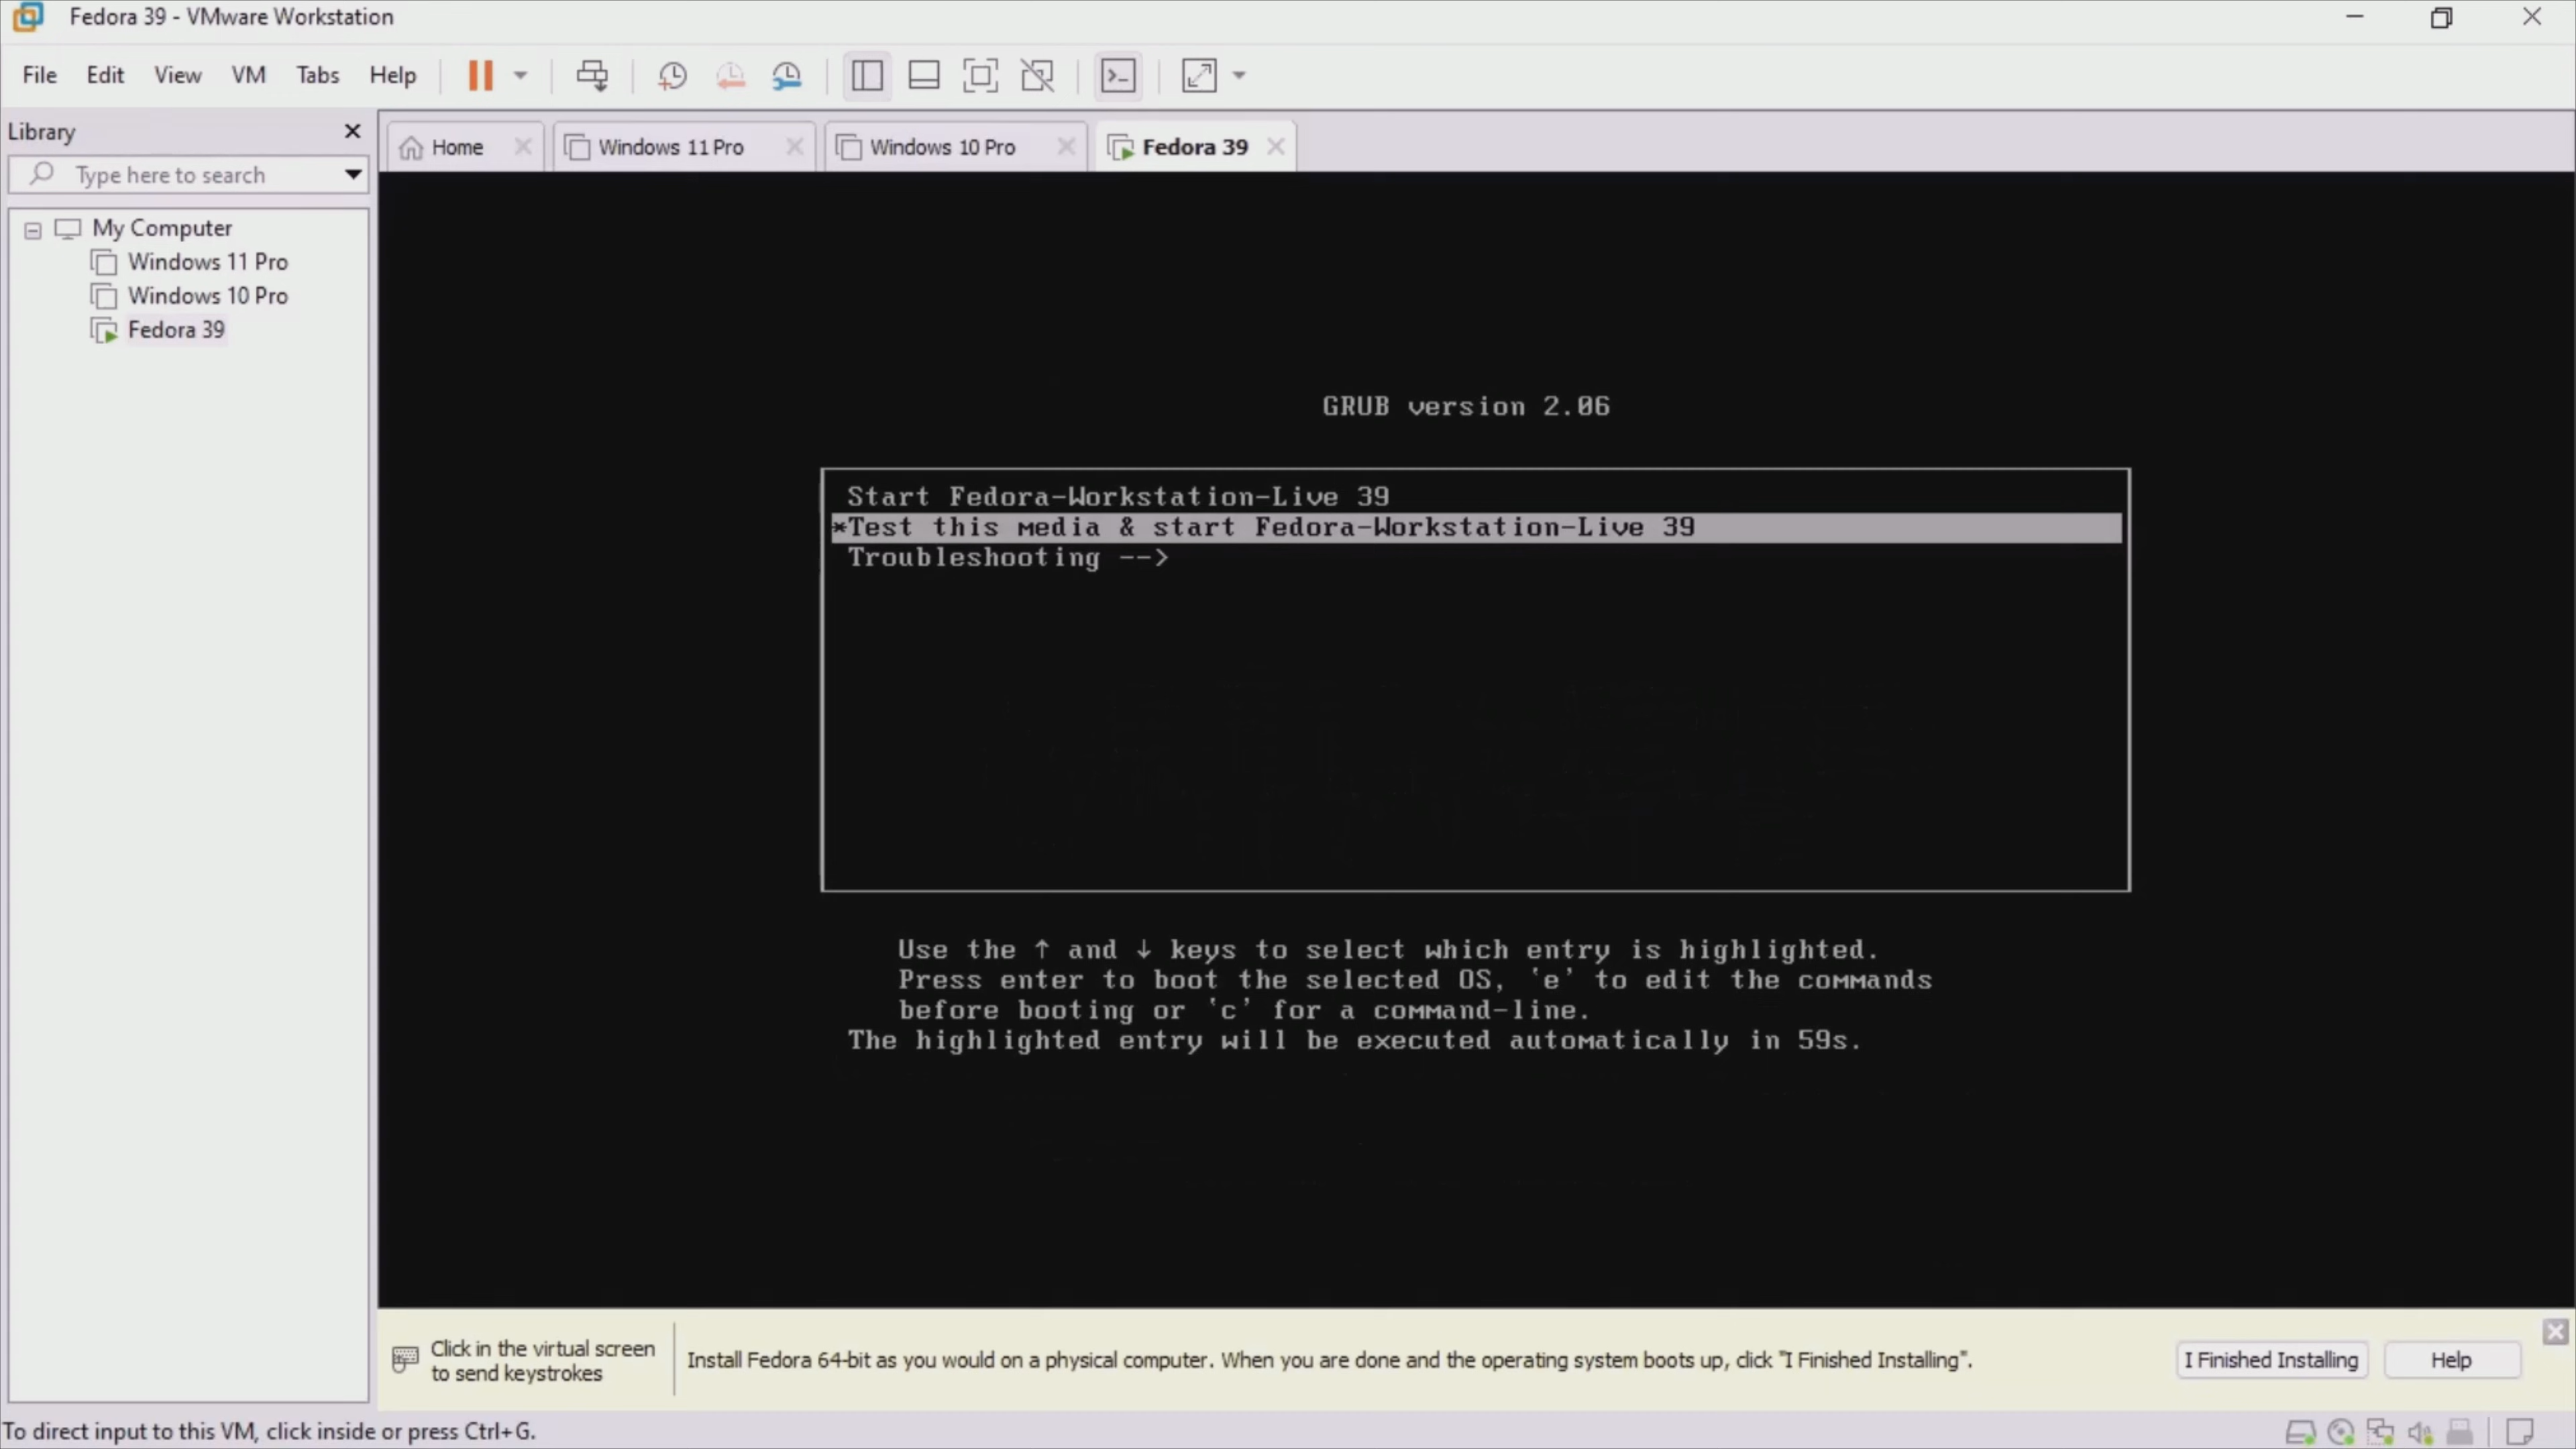 Fedora 39 - VMware Workstation
File Edit View VM Tabs Help
Library
Type here to search
My Computer
Windows 11 Pro
Windows 10 Pro
Fedora 39
Home
Windows 11 Pro
Windows 10 Pro
Fedora 39
GRUB version 2.06
Start Fedora-Workstation-Live 39
*Test this media & start Fedora-Workstation-Live 39
Troubleshooting -->
Use the ↑ and ↓ keys to select which entry is highlighted.
Press enter to boot the selected OS, `e' to edit the commands
before booting or `c' for a command-line.
The highlighted entry will be executed automatically in 59s.
Click in the virtual screen
to send keystrokes
Install Fedora 64-bit as you would on a physical computer. When you are done and the operating system boots up, click "I Finished Installing".
I Finished Installing
Help
To direct input to this VM, click inside or press Ctrl+G.